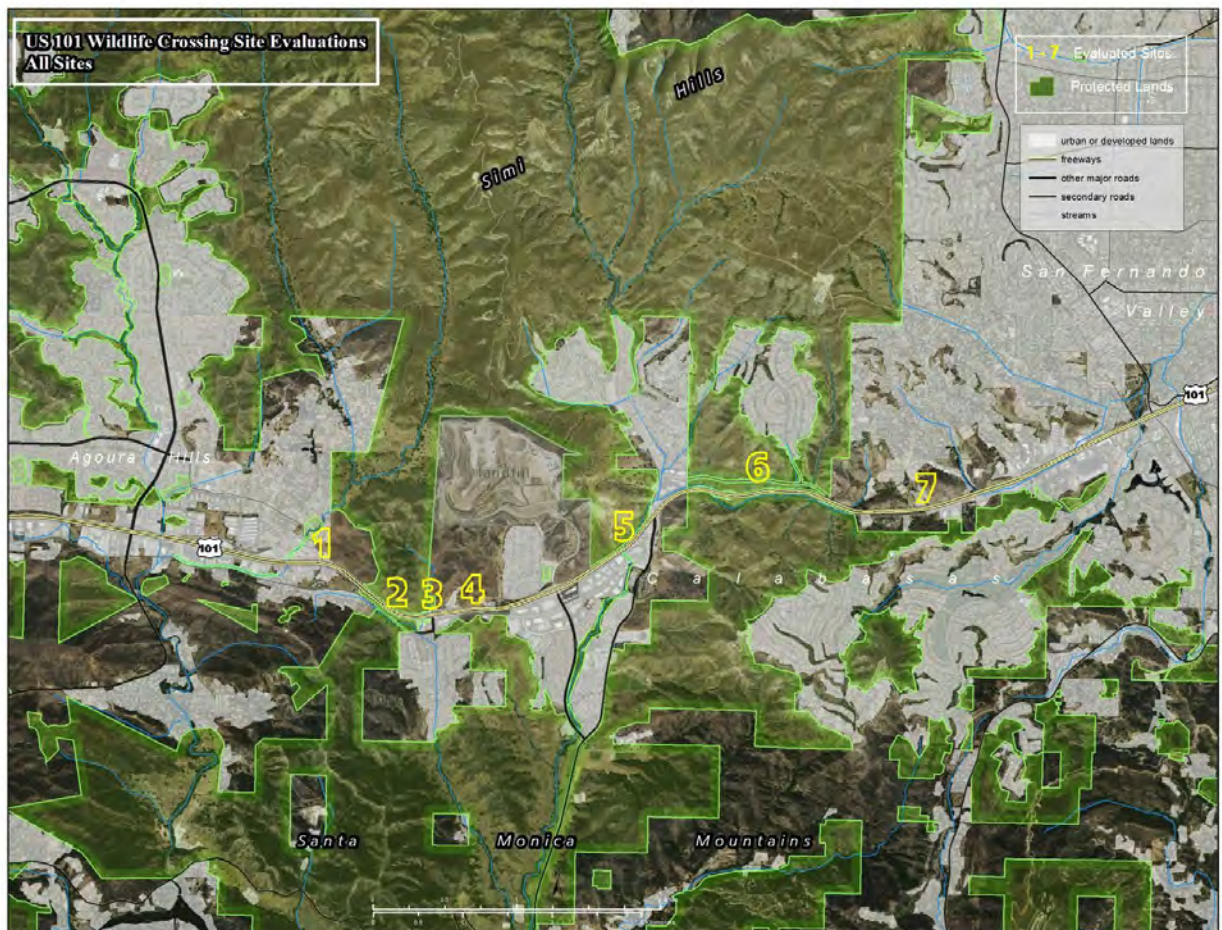 US 101 Wildlife Crossing Site Evaluations
All Sites
1 - 7 Evaluated Sites
Protected Lands
urban or developed lands
freeways
other major roads
secondary roads
streams
Hills
Simi
San Fernando
Valley
101
Agoura Hills
landfill
6
7
5
101
1
Calabasas
2
3
4
Santa
Monica
Mountains